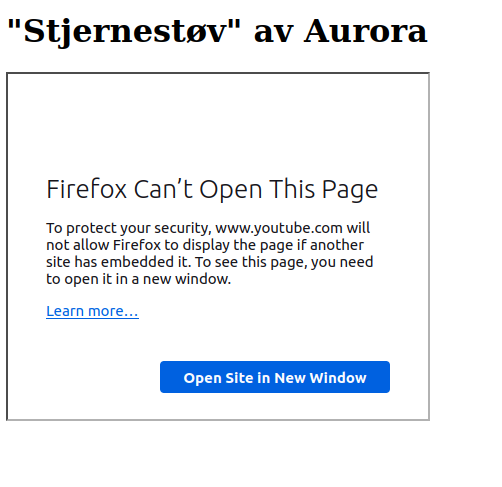 "Stjernestøv" av Aurora
Firefox Can’t Open This Page
To protect your security, www.youtube.com will
not allow Firefox to display the page if another
site has embedded it. To see this page, you need
to open it in a new window.
Learn more…
Open Site in New Window